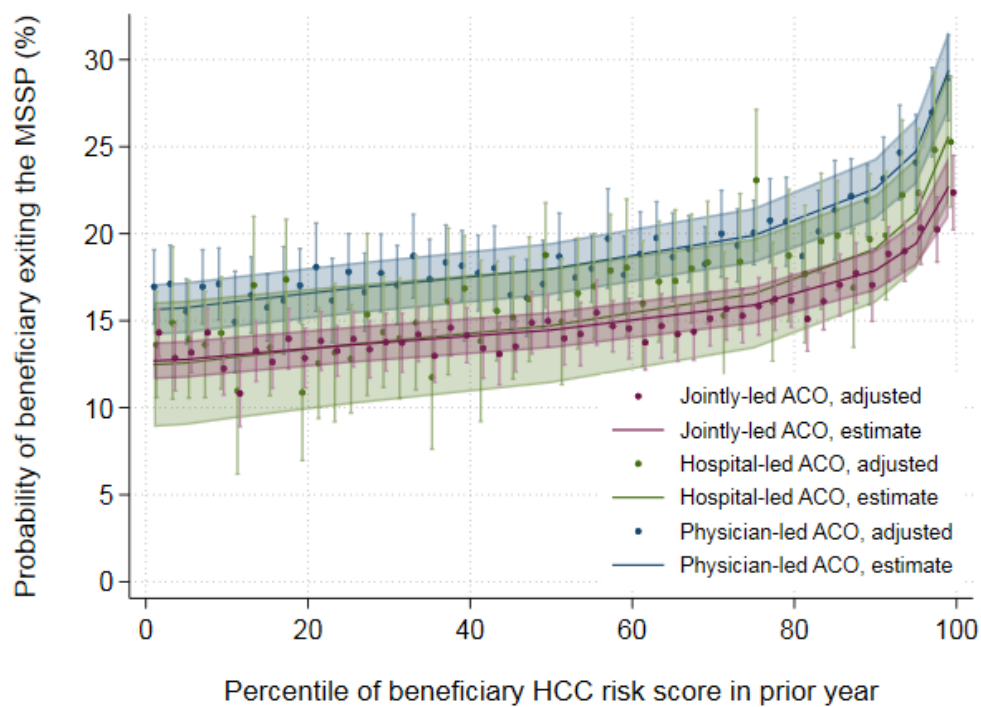 Probability of beneficiary exiting the MSSP (%)
30
25
20
15
10
5
0
Jointly-led ACO, adjusted
Jointly-led ACO, estimate
Hospital-led ACO, adjusted
Hospital-led ACO, estimate
Physician-led ACO, adjusted
Physician-led ACO, estimate
0 20 40 60 80 100
Percentile of beneficiary HCC risk score in prior year